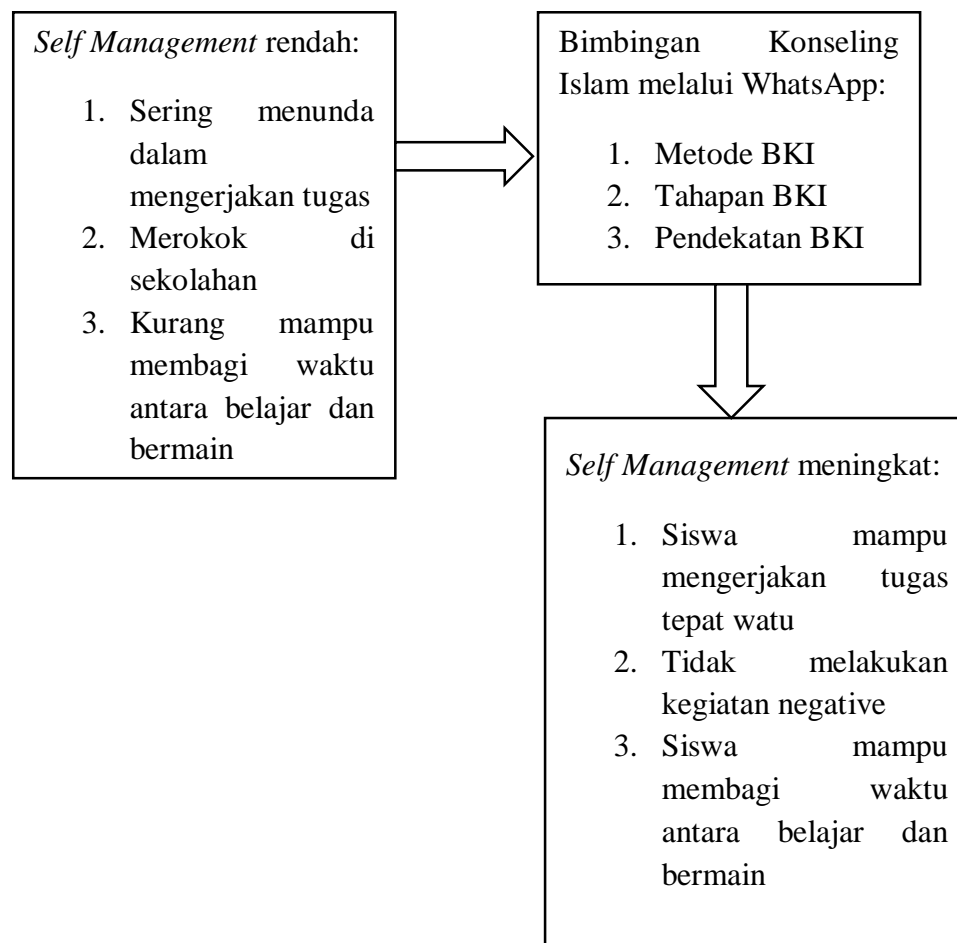 Self Management rendah:
1. Sering menunda
dalam
mengerjakan tugas
2. Merokok di
sekolahan
3. Kurang mampu
membagi waktu
antara belajar dan
bermain
Bimbingan Konseling
Islam melalui WhatsApp:
1. Metode BKI
2. Tahapan BKI
3. Pendekatan BKI
Self Management meningkat:
1. Siswa mampu
mengerjakan tugas
tepat watu
2. Tidak melakukan
kegiatan negative
3. Siswa mampu
membagi waktu
antara belajar dan
bermain